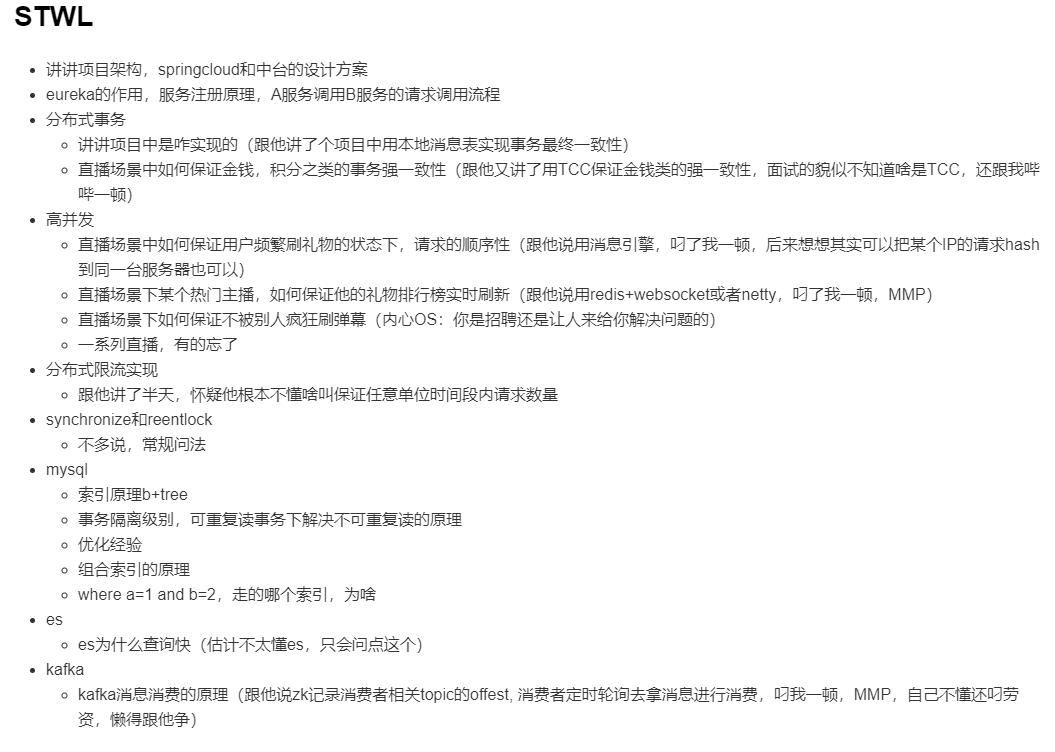 STWL
讲讲项目架构，springcloud和中台的设计方案
eureka的作用，服务注册原理，A服务调用B服务的请求调用流程
分布式事务
讲讲项目中是咋实现的（跟他讲了个项目中用本地消息表实现事务最终一致性）
直播场景中如何保证金钱，积分之类的事务强一致性（跟他又讲了用TCC保证金钱类的强一致性，面试的貌似不知道啥是TCC，还跟我哔
哔一顿）
高并发
直播场景中如何保证用户频繁刷礼物的状态下，请求的顺序性（跟他说用消息引擎，叼了我一顿，后来想想其实可以把某个IP的请求hash
到同一台服务器也可以）
直播场景下某个热门主播，如何保证他的礼物排行榜实时刷新（跟他说用redis+websocket或者netty，叼了我一顿，MMP）
直播场景下如何保证不被别人疯狂刷弹幕（内心OS：你是招聘还是让人来给你解决问题的）
一系列直播，有的忘了
分布式限流实现
跟他讲了半天，怀疑他根本不懂啥叫保证任意单位时间段内请求数量
synchronize和reentlock
不多说，常规问法
mysql
索引原理b+tree
事务隔离级别，可重复读事务下解决不可重复读的原理
优化经验
组合索引的原理
where a=1 and b=2，走的哪个索引，为啥
es
es为什么查询快（估计不太懂es，只会问点这个）
kafka
kafka消息消费的原理（跟他说zk记录消费者相关topic的offest, 消费者定时轮询去拿消息进行消费，叼我一顿，MMP，自己不懂还叼劳
资，懒得跟他争）